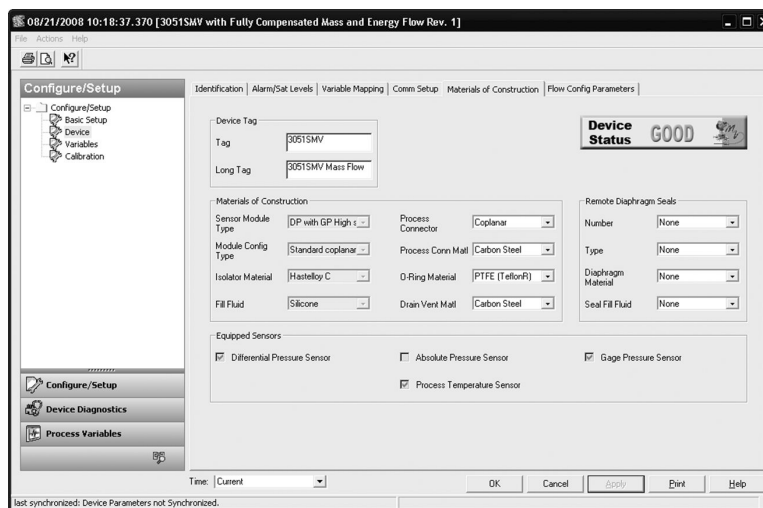 08/21/2008 10:18:37.370 [3051SMV with Fully Compensated Mass and Energy Flow Rev. 1]
File Actions Help
Configure/Setup
Configure/Setup
Basic Setup
Device
Variables
Calibration
Configure/Setup
Device Diagnostics
Process Variables
Identification Alarm/Sat Levels Variable Mapping Comm Setup Materials of Construction Flow Config Parameters
Device Tag
Tag 3051SMV
Long Tag 3051SMV Mass Flow
Device Status GOOD
Materials of Construction
Sensor Module Type DP with GP High s
Process Connector Coplanar
Module Config Type Standard coplanar
Process Conn Matl Carbon Steel
Isolator Material Hastelloy C
O-Ring Material PTFE (TeflonR)
Fill Fluid Silicone
Drain Vent Matl Carbon Steel
Remote Diaphragm Seals
Number None
Type None
Diaphragm Material None
Seal Fill Fluid None
Equipped Sensors
Differential Pressure Sensor Absolute Pressure Sensor Gage Pressure Sensor
Process Temperature Sensor
Time: Current
OK Cancel Apply Print Help
last synchronized: Device Parameters not Synchronized.